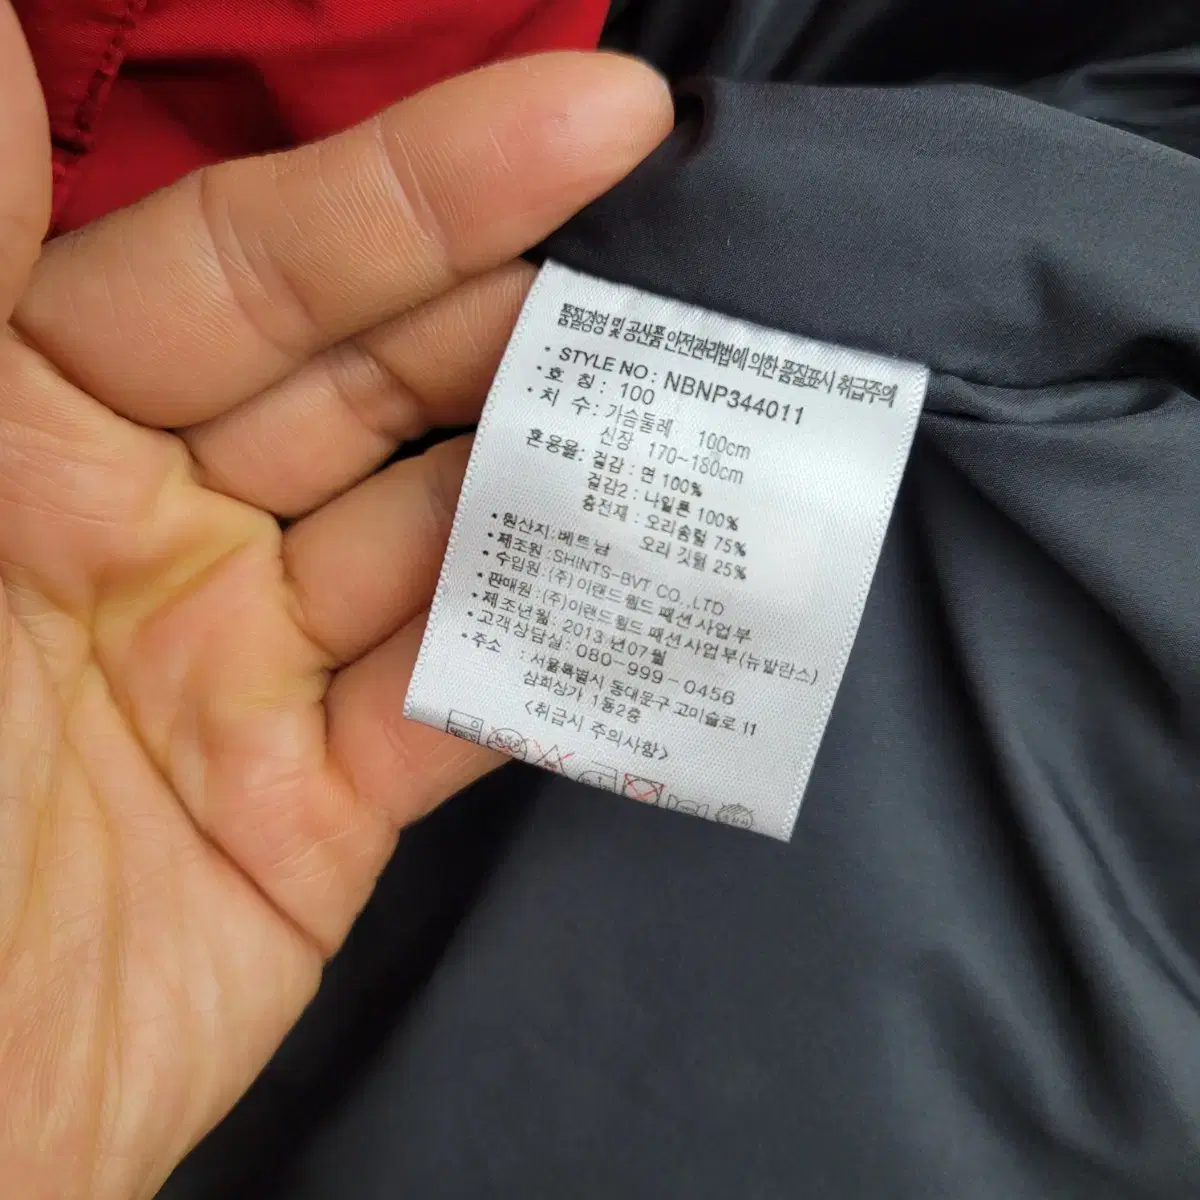 품질경영 및 공산품 안전관리법에 의한 품질표시 취급주의
• STYLE NO : NBNP344011
• 호 칭 : 100
• 치 수 : 가슴둘레 100cm
신장 170~180cm
혼용율 : 겉감 : 면 100%
겉감2 : 나일론 100%
충전재 : 오리솜털 75%
오리 깃털 25%
• 원산지 : 베트남
• 제조원 : SHINTS-BVT CO.,LTD
• 수입원 : (주)이랜드월드 패션사업부
• 판매원 : (주)이랜드월드 패션사업부(뉴발란스)
• 제조년월 : 2013년07월
• 고객상담실 : 080-999-0456
• 주소 : 서울특별시 동대문구 고미술로 11
삼희상가 1동2층
<취급시 주의사항>